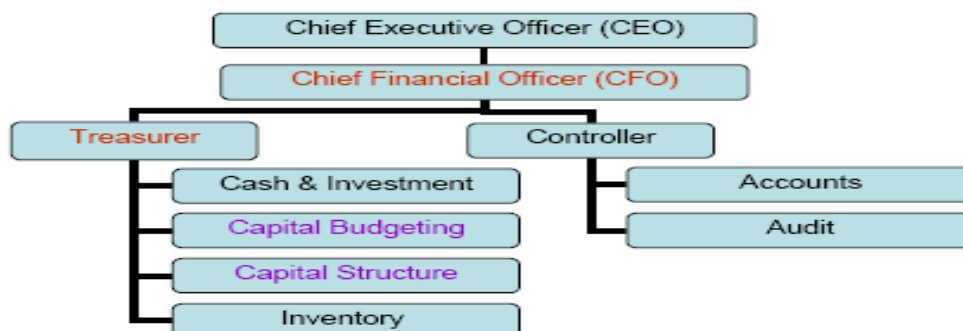 Chief Executive Officer (CEO)
Chief Financial Officer (CFO)
Treasurer
Controller
Cash & Investment
Accounts
Capital Budgeting
Audit
Capital Structure
Inventory